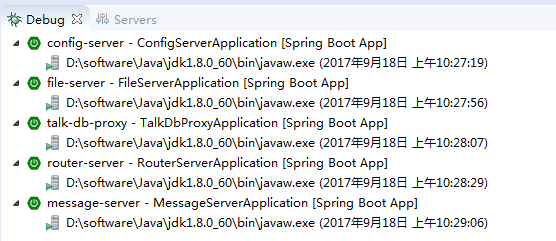 Debug Servers
config-server - ConfigServerApplication [Spring Boot App]
D:\software\Java\jdk1.8.0_60\bin\javaw.exe (2017年9月18日 上午10:27:19)
file-server - FileServerApplication [Spring Boot App]
D:\software\Java\jdk1.8.0_60\bin\javaw.exe (2017年9月18日 上午10:27:56)
talk-db-proxy - TalkDbProxyApplication [Spring Boot App]
D:\software\Java\jdk1.8.0_60\bin\javaw.exe (2017年9月18日 上午10:28:07)
router-server - RouterServerApplication [Spring Boot App]
D:\software\Java\jdk1.8.0_60\bin\javaw.exe (2017年9月18日 上午10:28:29)
message-server - MessageServerApplication [Spring Boot App]
D:\software\Java\jdk1.8.0_60\bin\javaw.exe (2017年9月18日 上午10:29:06)